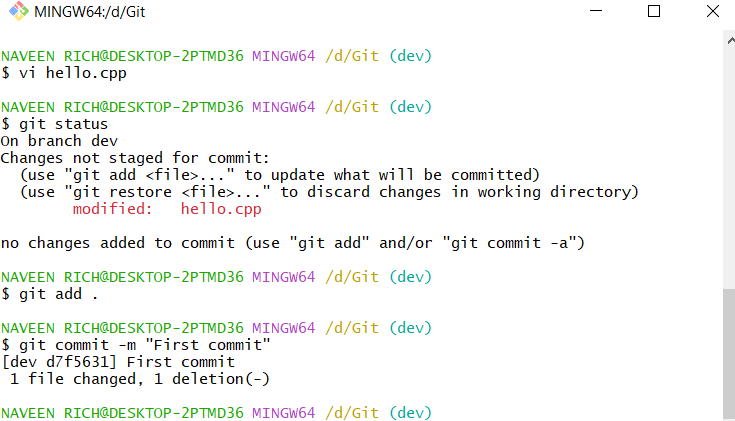 MINGW64:/d/Git
NAVEEN RICH@DESKTOP-2PTMD36 MINGW64 /d/Git (dev)
$ vi hello.cpp
NAVEEN RICH@DESKTOP-2PTMD36 MINGW64 /d/Git (dev)
$ git status
On branch dev
Changes not staged for commit:
  (use "git add <file>..." to update what will be committed)
  (use "git restore <file>..." to discard changes in working directory)
        modified:   hello.cpp
no changes added to commit (use "git add" and/or "git commit -a")
NAVEEN RICH@DESKTOP-2PTMD36 MINGW64 /d/Git (dev)
$ git add .
NAVEEN RICH@DESKTOP-2PTMD36 MINGW64 /d/Git (dev)
$ git commit -m "First commit"
[dev d7f5631] First commit
 1 file changed, 1 deletion(-)
NAVEEN RICH@DESKTOP-2PTMD36 MINGW64 /d/Git (dev)